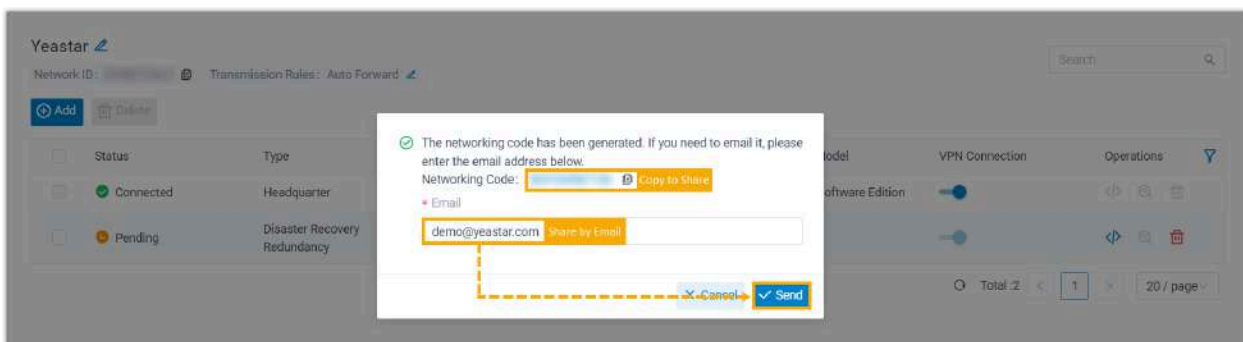 Yeastar
Network ID: Transmission Rules: Auto Forward
Search
Add Delete
Status Type Model VPN Connection Operations
Connected Headquarter Software Edition
Pending Disaster Recovery
Redundancy
Total:2 < 1 > 20 / page
The networking code has been generated. If you need to email it, please
enter the email address below.
Networking Code: Copy to Share
* Email
demo@yeastar.com Share by Email
Cancel Send